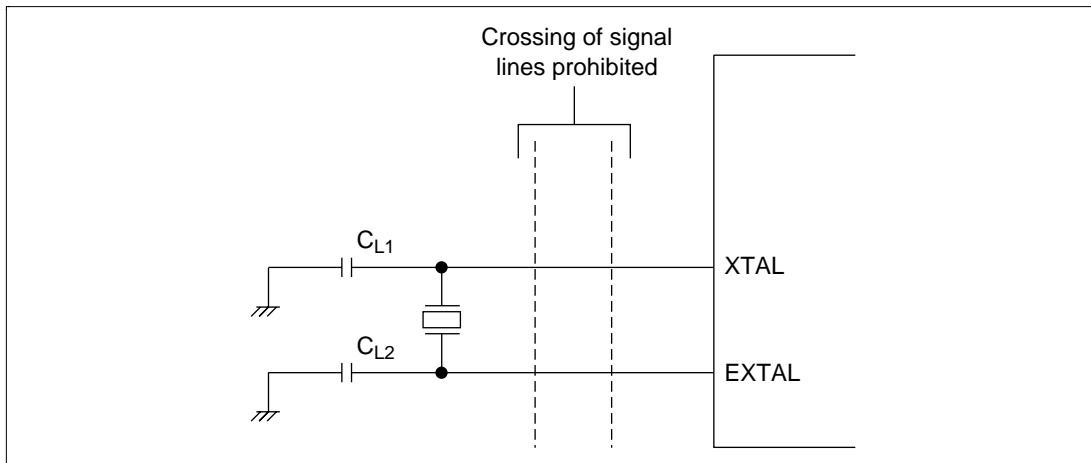 Crossing of signal
lines prohibited
CL1
XTAL
CL2
EXTAL